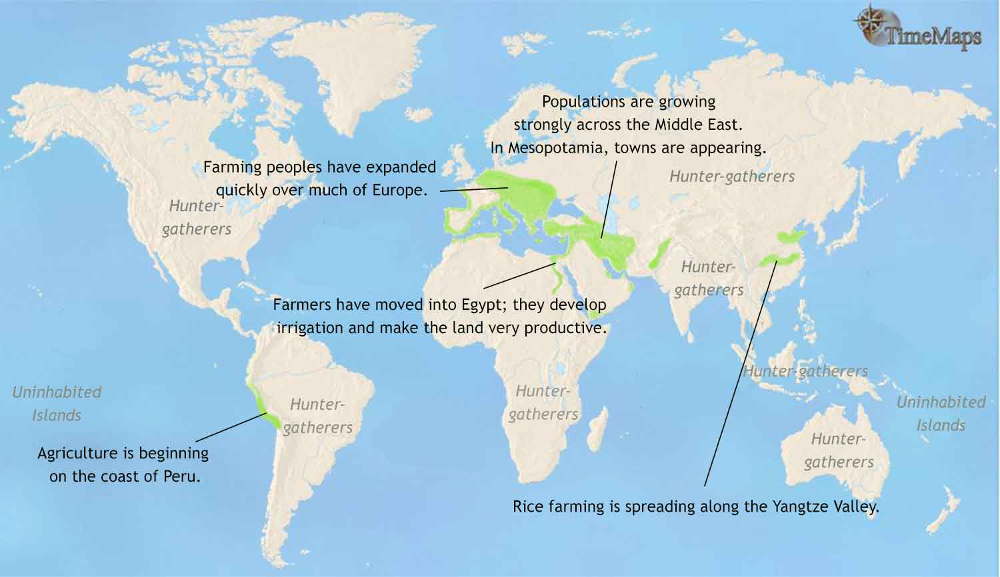 TimeMaps
Populations are growing
strongly across the Middle East.
In Mesopotamia, towns are appearing.
Farming peoples have expanded
quickly over much of Europe.
Hunter-gatherers
Hunter-
gatherers
Hunter-
gatherers
Farmers have moved into Egypt; they develop
irrigation and make the land very productive.
Hunter-gatherers
Uninhabited
Islands
Hunter-
gatherers
Hunter-
gatherers
Uninhabited
Islands
Hunter-
gatherers
Agriculture is beginning
on the coast of Peru.
Rice farming is spreading along the Yangtze Valley.